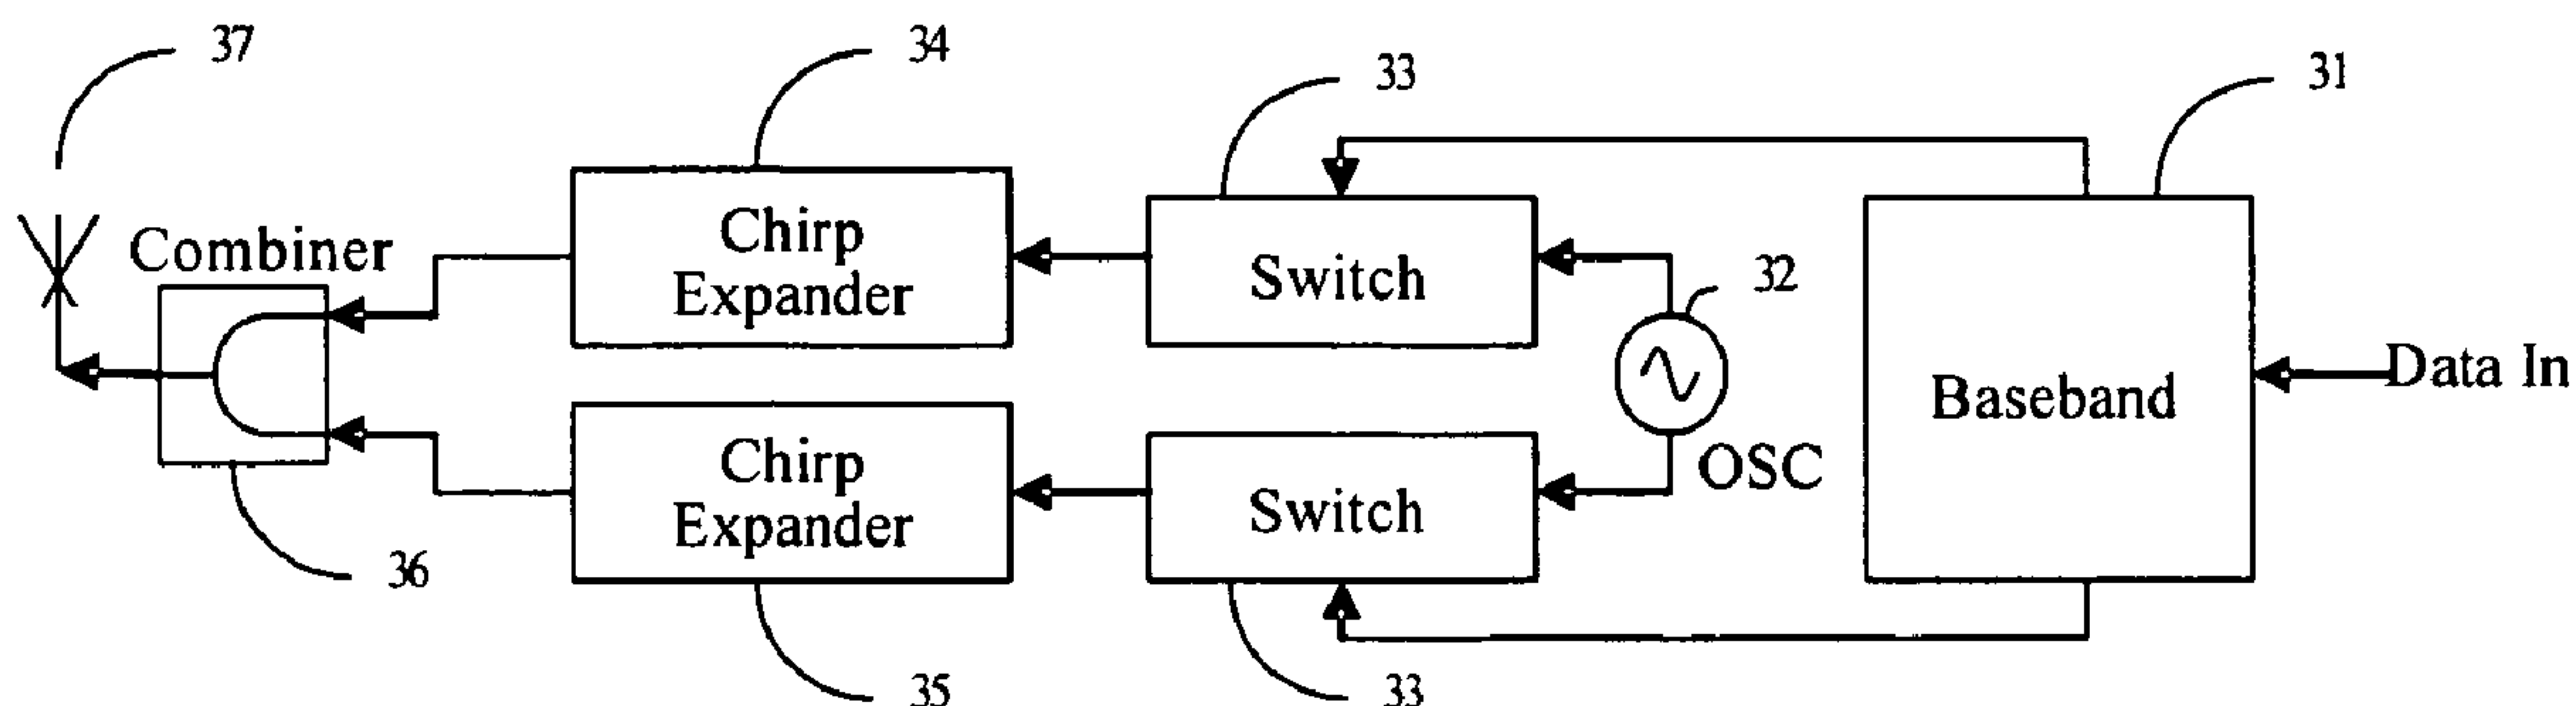 37
34
33
31
Combiner
Chirp
Expander
Switch
32
Baseband
Data In
OSC
Chirp
Expander
Switch
36
35
33